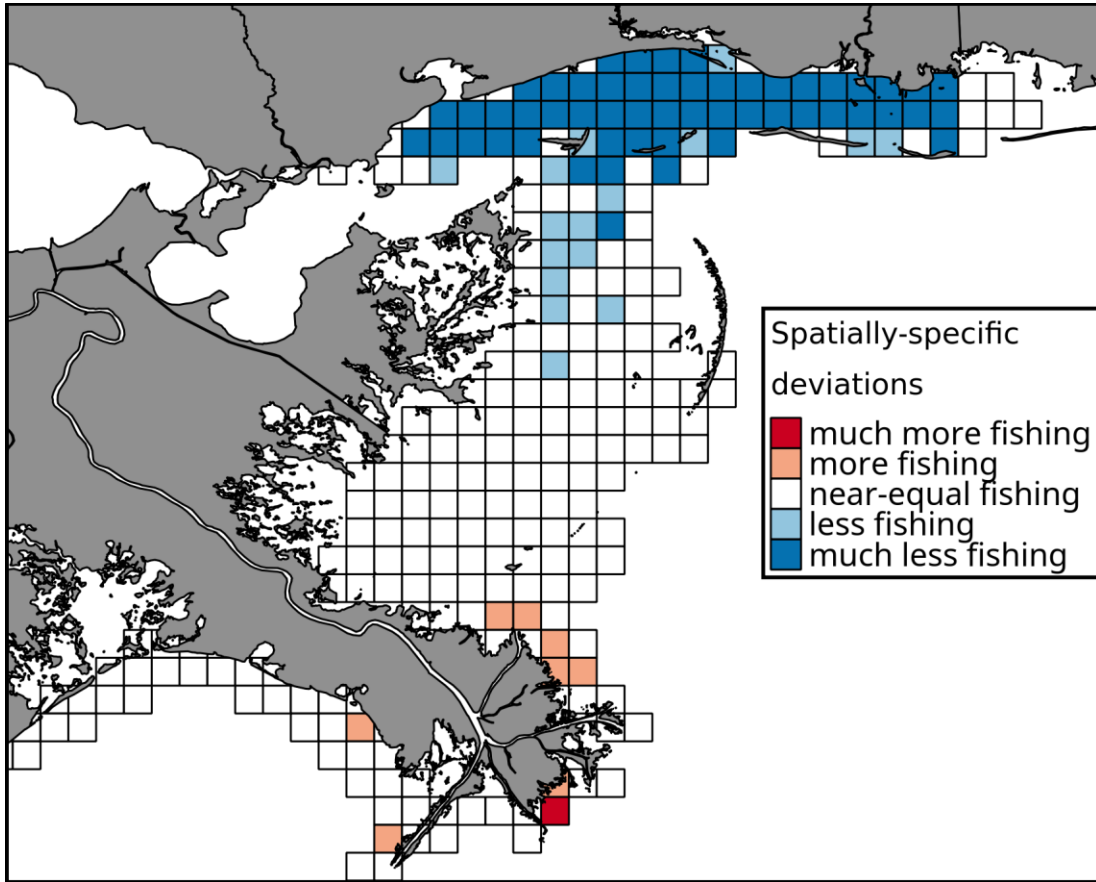 Spatially-specific
deviations
much more fishing
more fishing
near-equal fishing
less fishing
much less fishing